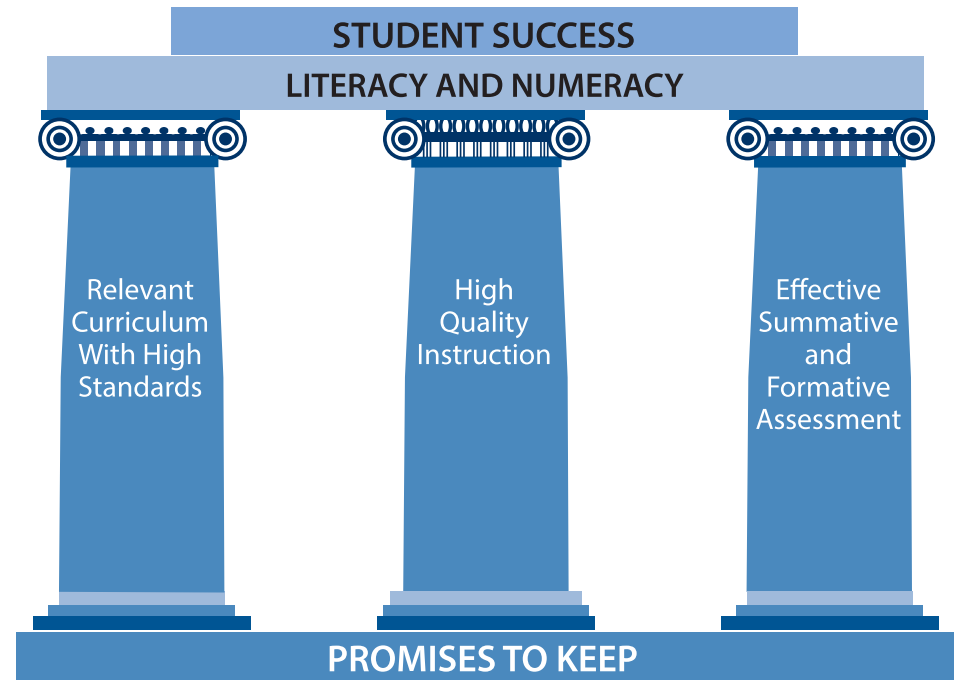 STUDENT SUCCESS
LITERACY AND NUMERACY
Relevant
Curriculum
With High
Standards
High
Quality
Instruction
Effective
Summative
and
Formative
Assessment
PROMISES TO KEEP